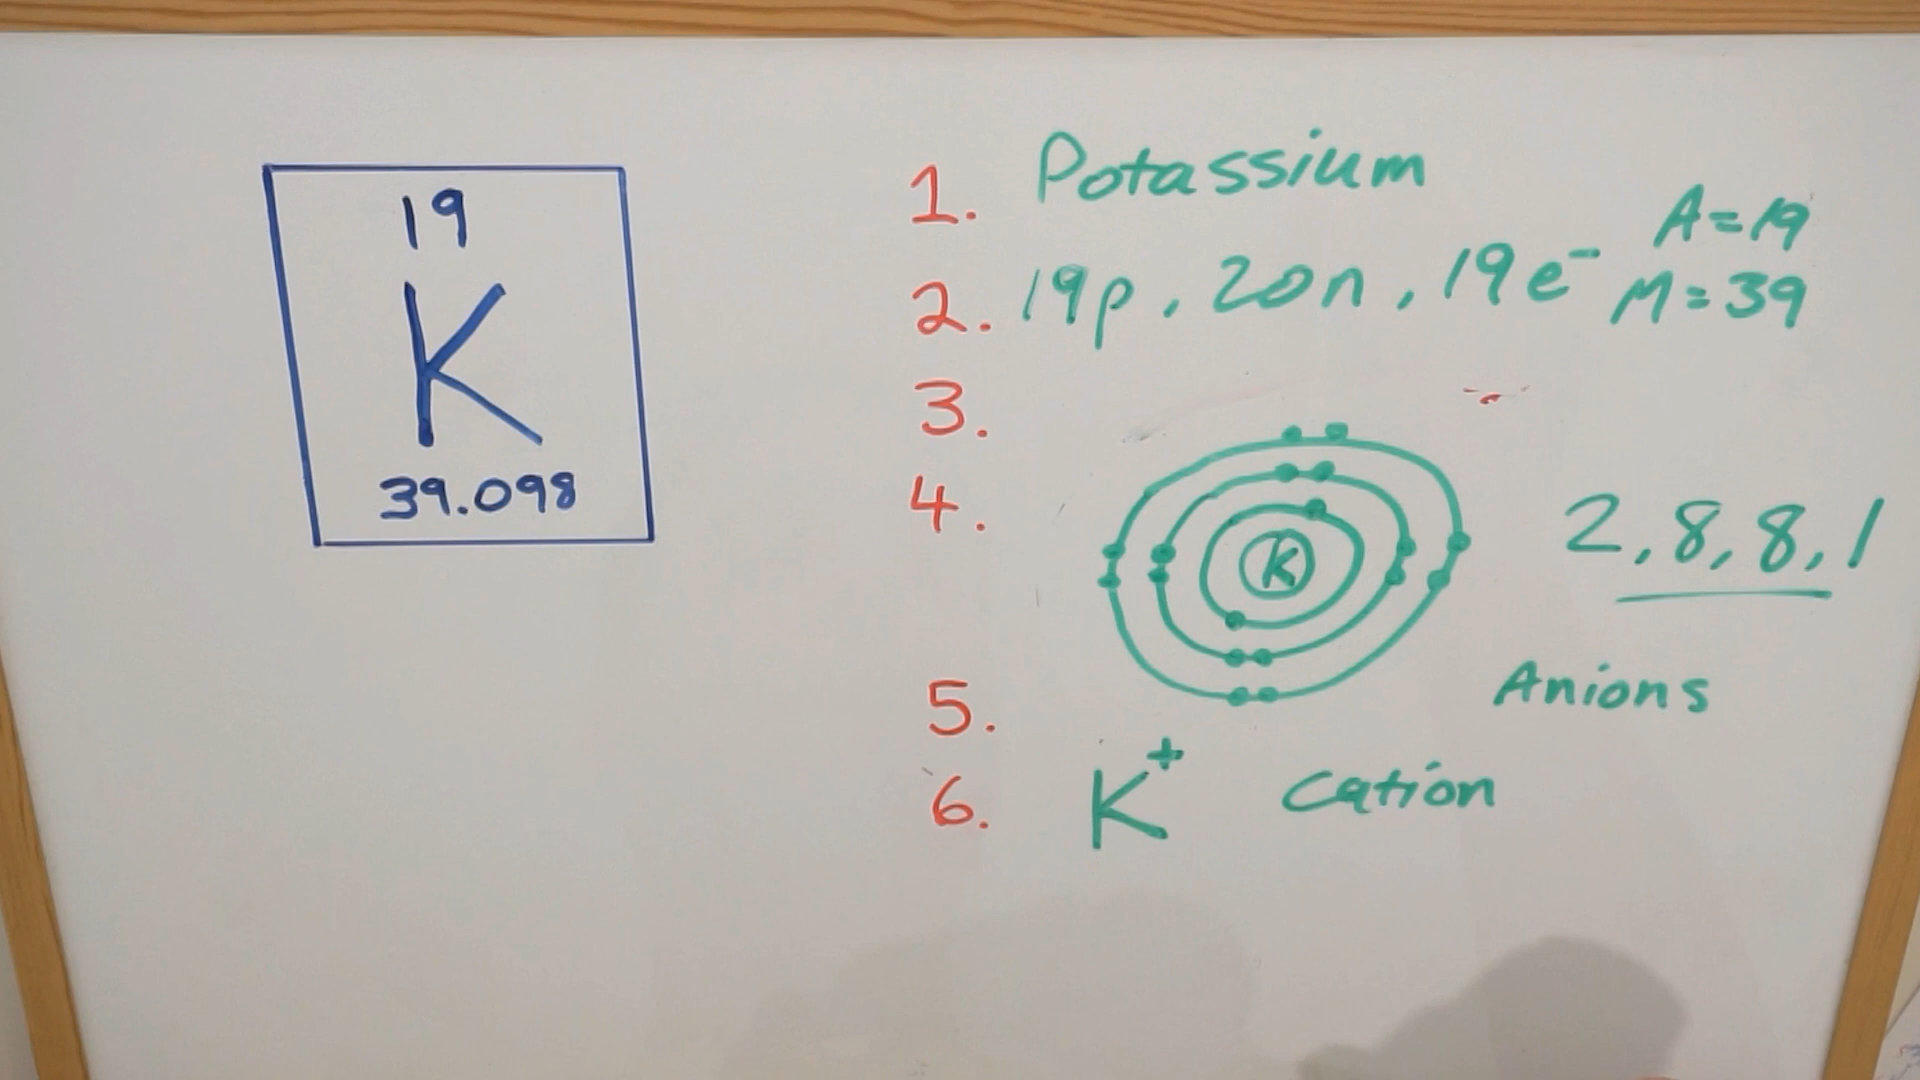 19
K
39.098
1. Potassium
A=19
2. 19p, 20n, 19e⁻ M=39
3.
4. K 2,8,8,1
5. Anions
6. K⁺ Cation